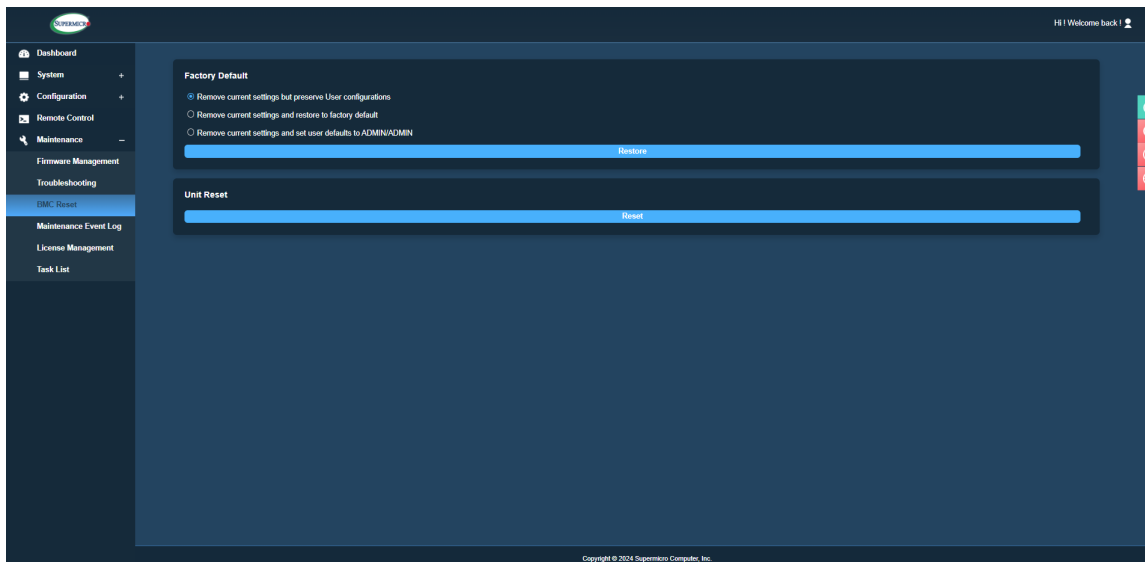 SUPERMICRO
Hi ! Welcome back !
Dashboard
System +
Configuration +
Remote Control
Maintenance –
Firmware Management
Troubleshooting
BMC Reset
Maintenance Event Log
License Management
Task List
Factory Default
Remove current settings but preserve User configurations
Remove current settings and restore to factory default
Remove current settings and set user defaults to ADMIN/ADMIN
Restore
Unit Reset
Reset
Copyright © 2024 Supermicro Computer, Inc.